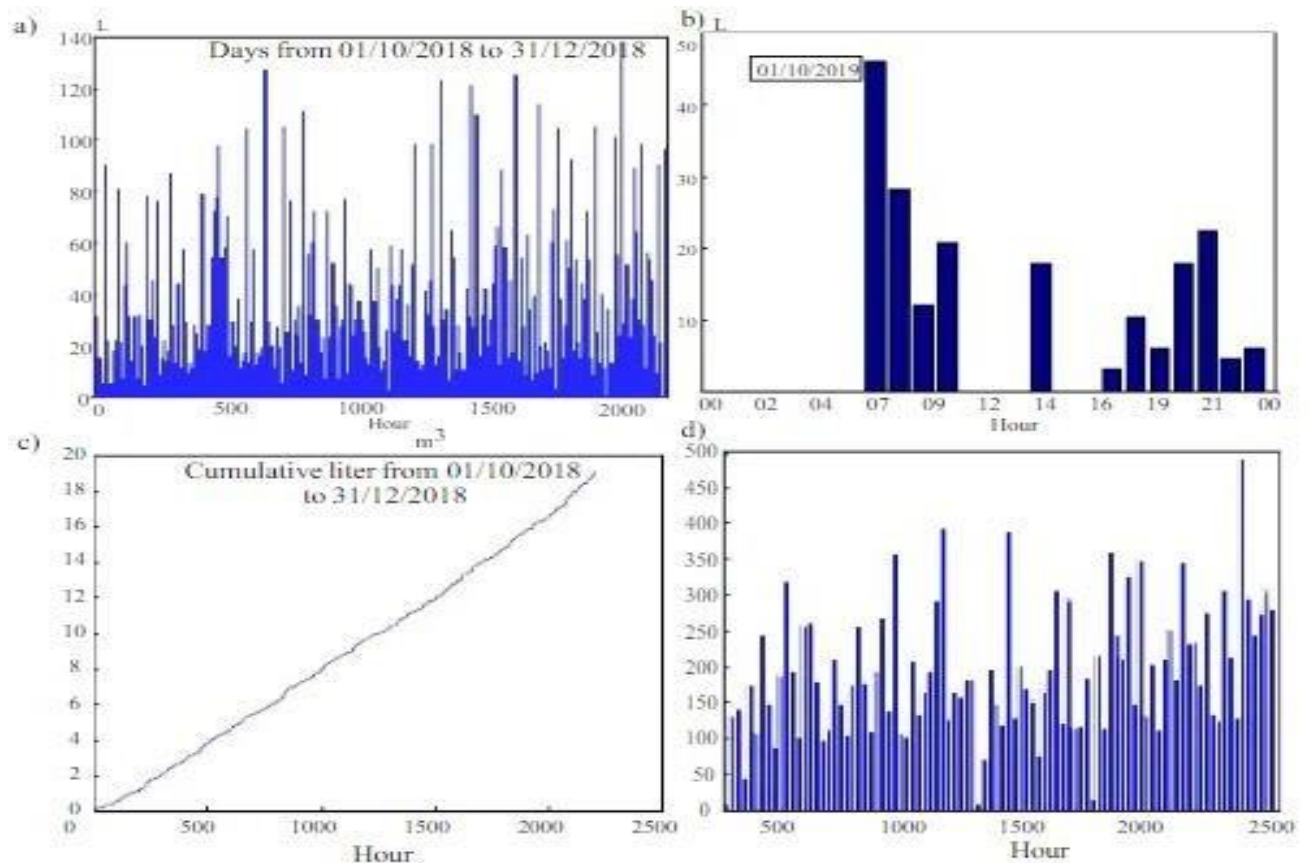 a)
L
Days from 01/10/2018 to 31/12/2018
140
120
100
80
60
40
20
0
0 500 1000 1500 2000
Hour
b)
L
01/10/2019
50
40
30
20
10
00 02 04 07 09 12 14 16 19 21 00
Hour
c)
m³
Cumulative liter from 01/10/2018
to 31/12/2018
20
18
16
14
12
10
8
6
4
2
0
0 500 1000 1500 2000 2500
Hour
d)
500
450
400
350
300
250
200
150
100
50
0
500 1000 1500 2000 2500
Hour